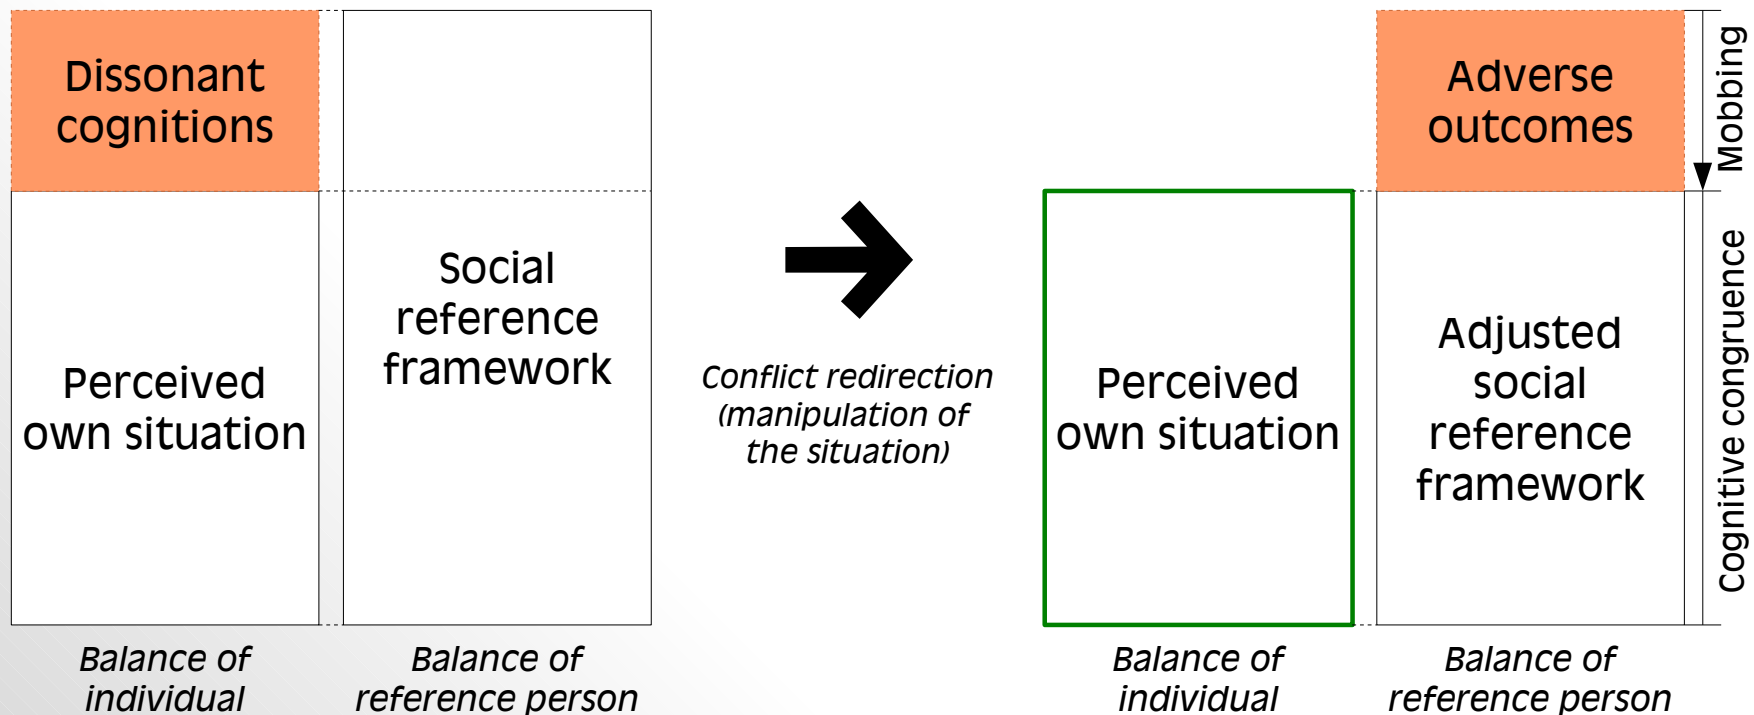 Dissonant
cognitions
Perceived
own situation
Balance of
individual
Social
reference
framework
Balance of
reference person
Conflict redirection
(manipulation of
the situation)
Perceived
own situation
Balance of
individual
Adverse
outcomes
Adjusted
social
reference
framework
Balance of
reference person
Mobbing
Cognitive congruence